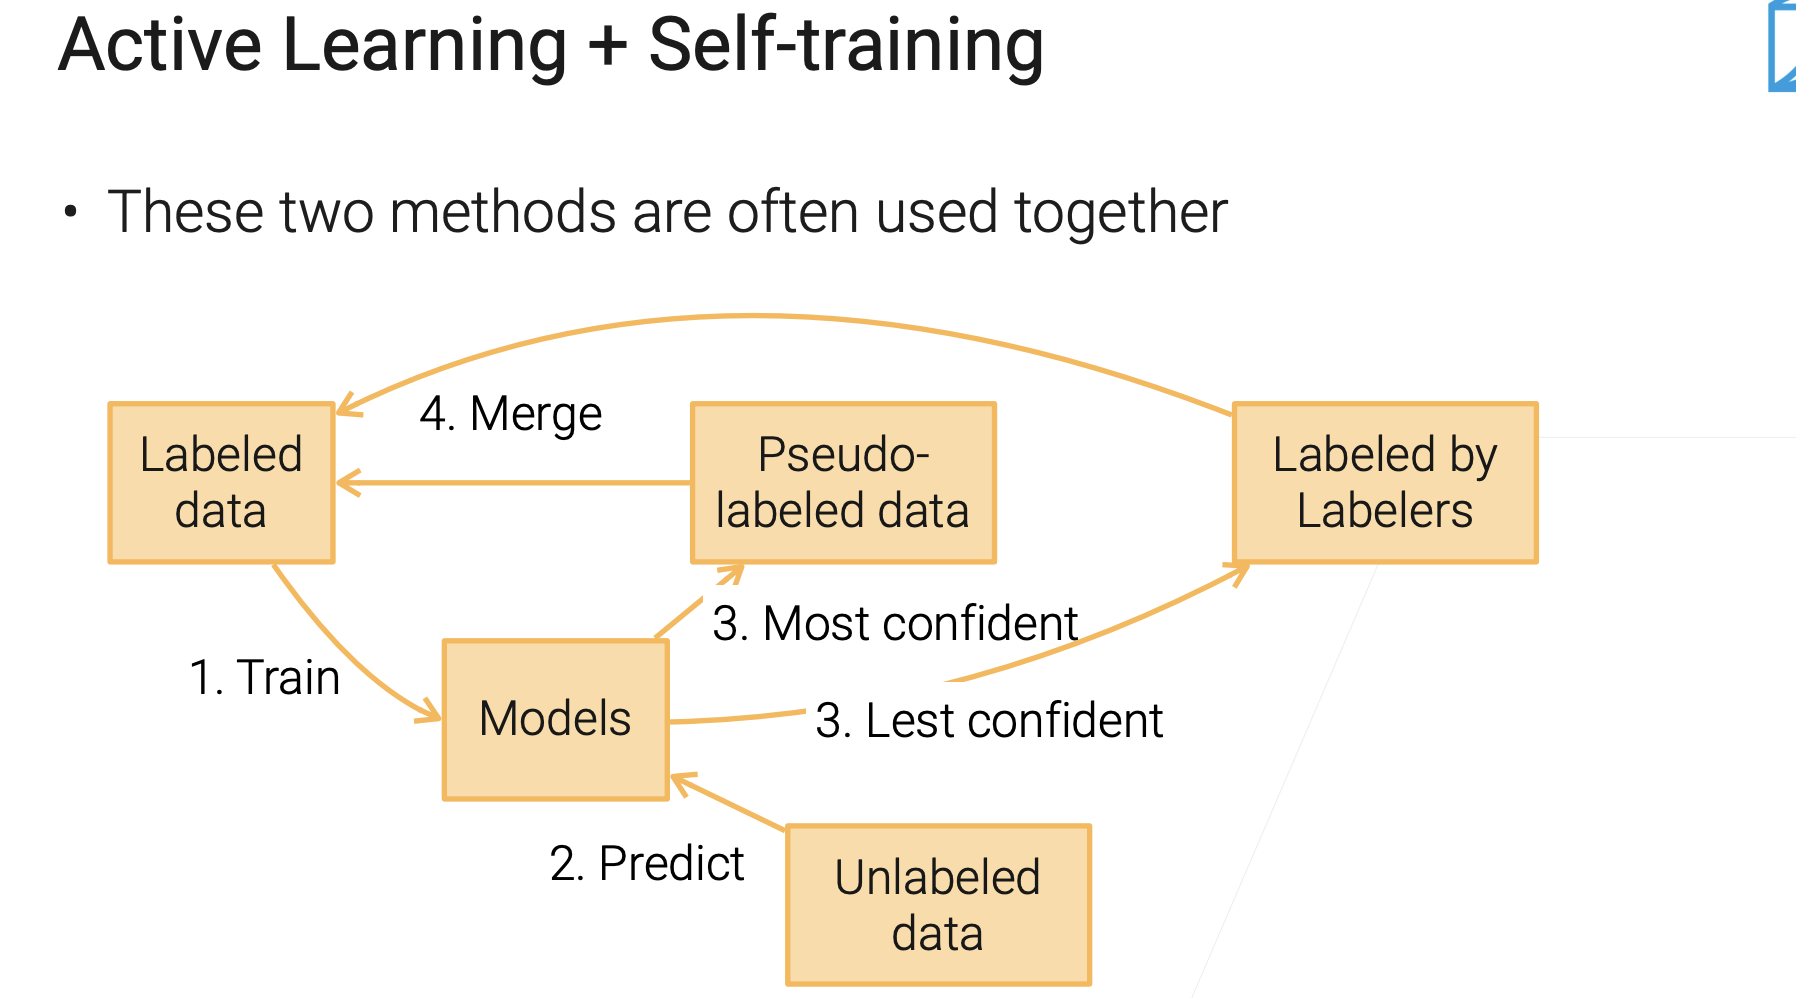 Active Learning + Self-training
• These two methods are often used together
4. Merge
Labeled
data
Pseudo-
labeled data
Labeled by
Labelers
3. Most confident
1. Train
Models
3. Lest confident
2. Predict
Unlabeled
data